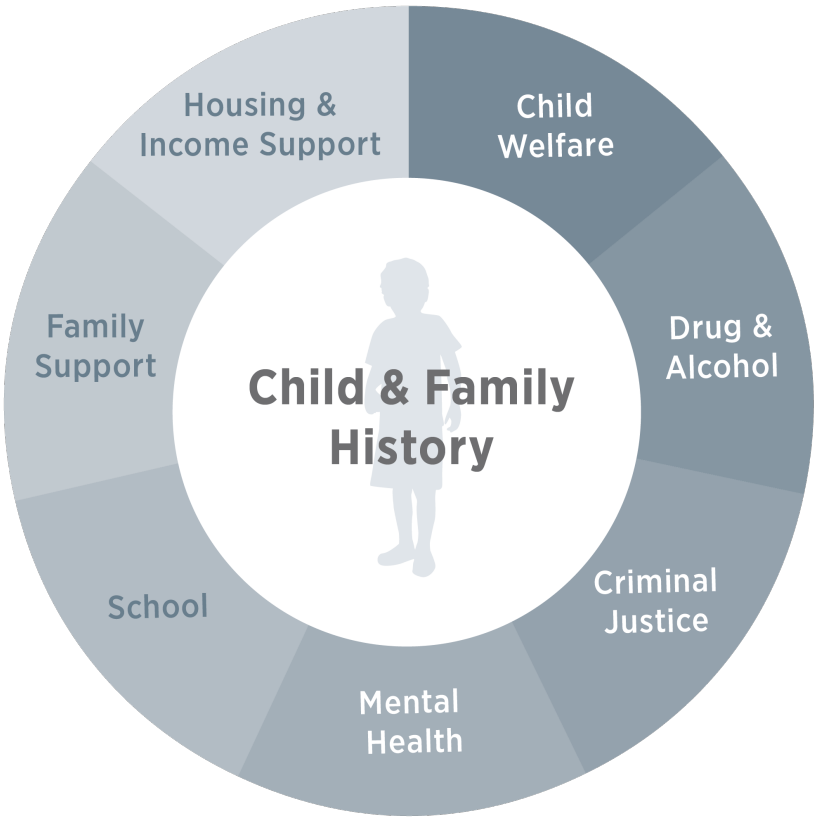 Housing &
Income Support
Child
Welfare
Family
Support
Drug &
Alcohol
Child & Family
History
School
Criminal
Justice
Mental
Health